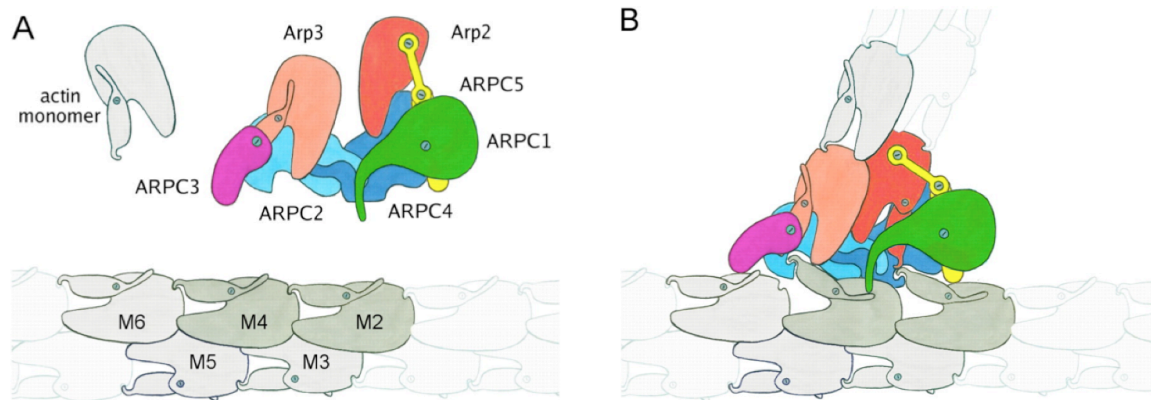 A
B
Arp3
Arp2
actin
monomer
ARPC5
ARPC1
ARPC3
ARPC2
ARPC4
M6
M4
M2
M5
M3